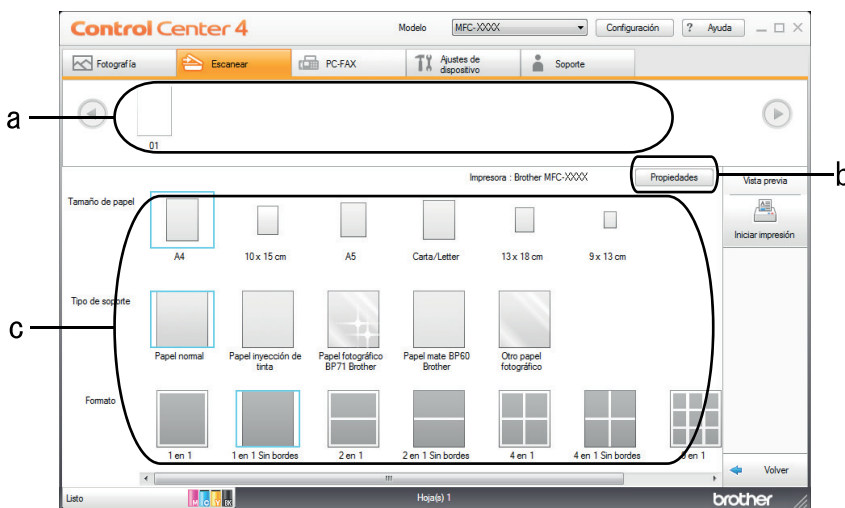 Control Center 4
Modelo
MFC-XXXX
Configuración
? Ayuda
Fotografía
Escanear
PC-FAX
Ajustes de
dispositivo
Soporte
a
01
Impresora : Brother MFC-XXXX
Propiedades
b
Vista previa
Tamaño de papel
Iniciar impresión
A4
10 x 15 cm
A5
Carta/Letter
13 x 18 cm
9 x 13 cm
c
Tipo de soporte
Papel normal
Papel inyección de
tinta
Papel fotográfico
BP71 Brother
Papel mate BP60
Brother
Otro papel
fotográfico
Formato
1 en 1
1 en 1 Sin bordes
2 en 1
2 en 1 Sin bordes
4 en 1
4 en 1 Sin bordes
en 1
Volver
Listo
M C Y BK
Hoja(s) 1
brother